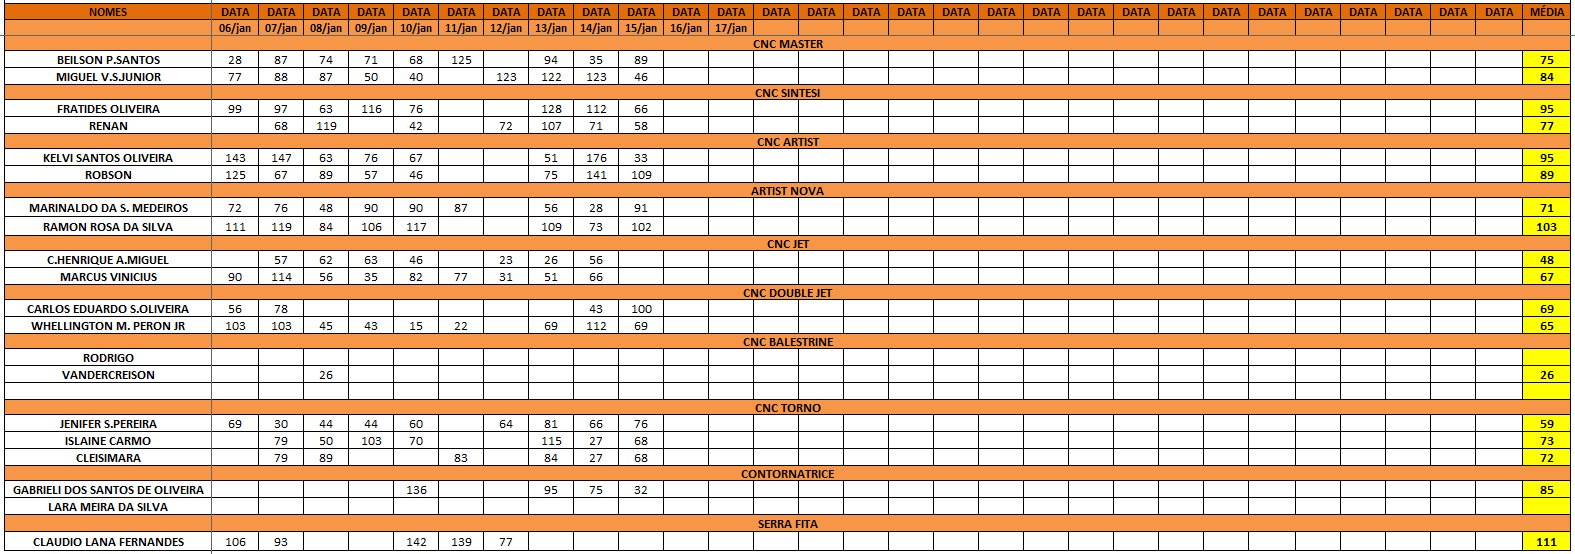 NOMES DATA DATA DATA DATA DATA DATA DATA DATA DATA DATA DATA DATA DATA DATA DATA DATA DATA DATA DATA DATA DATA DATA DATA DATA DATA DATA DATA DATA DATA MÉDIA
06/jan 07/jan 08/jan 09/jan 10/jan 11/jan 12/jan 13/jan 14/jan 15/jan 16/jan 17/jan
CNC MASTER
BEILSON P.SANTOS 28 87 74 71 68 125 94 35 89 75
MIGUEL V.S.JUNIOR 77 88 87 50 40 123 122 123 46 84
CNC SINTESI
FRATIDES OLIVEIRA 99 97 63 116 76 128 112 66 95
RENAN 68 119 42 72 107 71 58 77
CNC ARTIST
KELVI SANTOS OLIVEIRA 143 147 63 76 67 51 176 33 95
ROBSON 125 67 89 57 46 75 141 109 89
ARTIST NOVA
MARINALDO DA S. MEDEIROS 72 76 48 90 90 87 56 28 91 71
RAMON ROSA DA SILVA 111 119 84 106 117 109 73 102 103
CNC JET
C.HENRIQUE A.MIGUEL 57 62 63 46 23 26 56 48
MARCUS VINICIUS 90 114 56 35 82 77 31 51 66 67
CNC DOUBLE JET
CARLOS EDUARDO S.OLIVEIRA 56 78 43 100 69
WHELLINGTON M. PERON JR 103 103 45 43 15 22 69 112 69 65
CNC BALESTRINE
RODRIGO
VANDERCREISON 26 26
CNC TORNO
JENIFER S.PEREIRA 69 30 44 44 60 64 81 66 76 59
ISLAINE CARMO 79 50 103 70 115 27 68 73
CLEISIMARA 79 89 83 84 27 68 72
CONTORNATRICE
GABRIELI DOS SANTOS DE OLIVEIRA 136 95 75 32 85
LARA MEIRA DA SILVA
SERRA FITA
CLAUDIO LANA FERNANDES 106 93 142 139 77 111